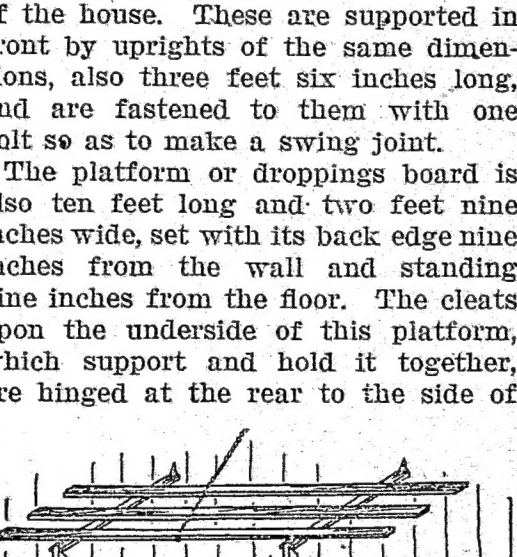 f the house. These are supported in
ront by uprights of the same dimen-
ions, also three feet six inches long,
nd are fastened to them with one
olt so as to make a swing joint.
The platform or droppings board is
lso ten feet long and two feet nine
nches wide, set with its back edge nine
nches from the wall and standing
ine inches from the floor. The cleats
pon the underside of this platform,
which support and hold it together,
re hinged at the rear to the side of